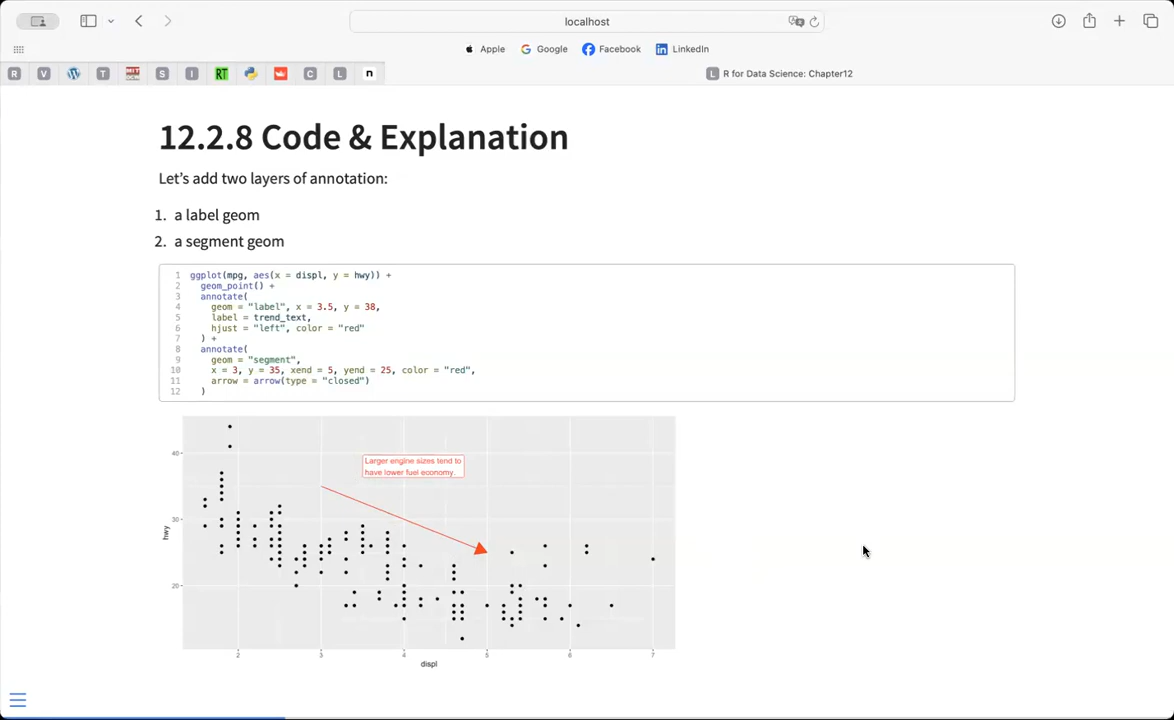 localhost
Apple
Google
Facebook
LinkedIn
R
V
T
MIT
S
I
RT
C
L
n
L R for Data Science: Chapter12
12.2.8 Code & Explanation
Let's add two layers of annotation:
1. a label geom
2. a segment geom
1 ggplot(mpg, aes(x = displ, y = hwy)) +
2   geom_point() +
3   annotate(
4     geom = "label", x = 3.5, y = 38,
5     label = trend_text,
6     hjust = "left", color = "red"
7   ) +
8   annotate(
9     geom = "segment",
10     x = 3, y = 35, xend = 5, yend = 25, color = "red",
11     arrow = arrow(type = "closed")
12   )
Larger engine sizes tend to
have lower fuel economy.
40
30
20
hwy
2 3 4 5 6 7
displ